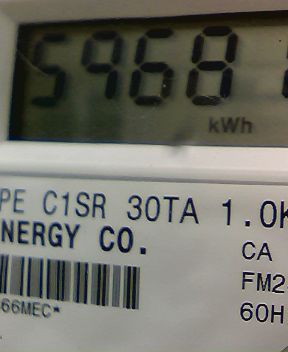 5968
kWh
PE C1SR 30TA 1.0K
NERGY CO.
CA
FM2
60H
66MEC*